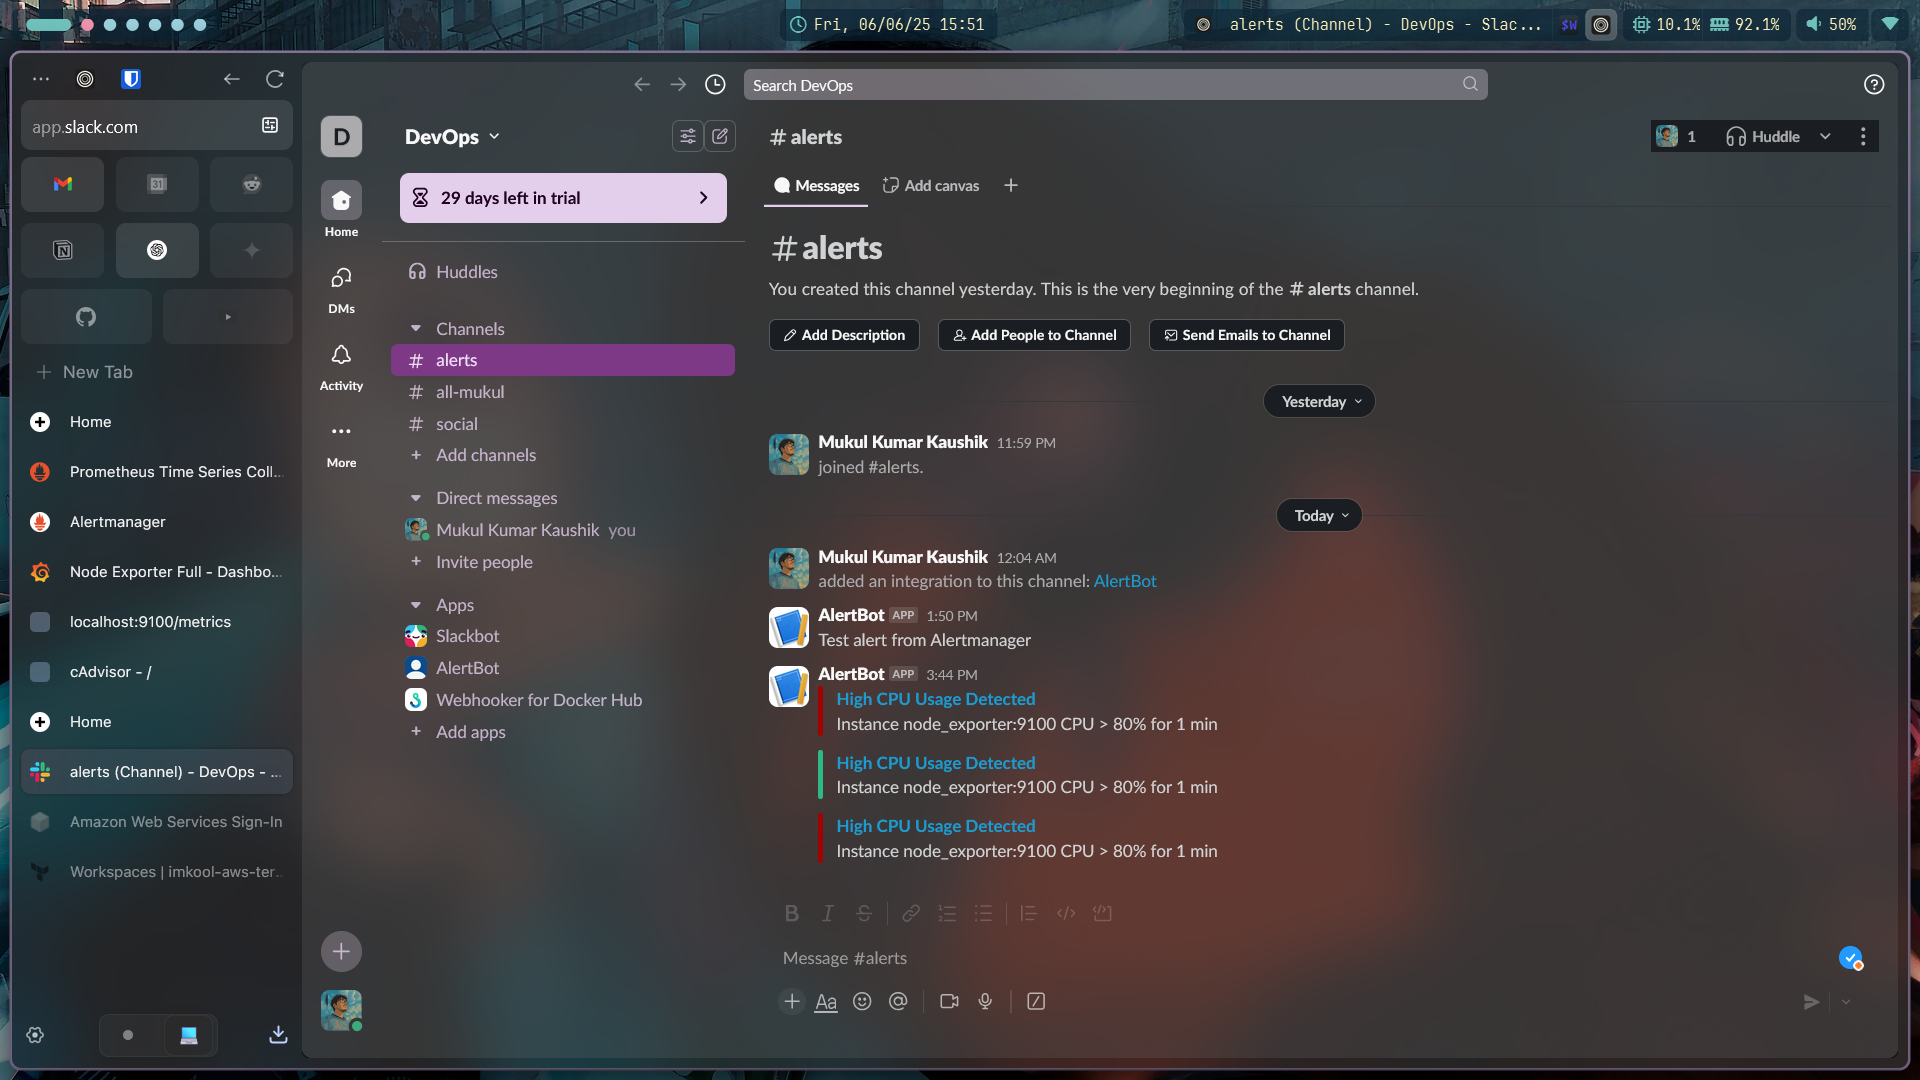 Fri, 06/06/25 15:51
alerts (Channel) - DevOps - Slac...
$W
10.1%
92.1%
50%
app.slack.com
31
New Tab
Home
Prometheus Time Series Coll...
Alertmanager
Node Exporter Full - Dashbo...
localhost:9100/metrics
cAdvisor - /
Home
alerts (Channel) - DevOps - ...
Amazon Web Services Sign-In
Workspaces | imkool-aws-ter...
Search DevOps
D
Home
DMs
Activity
More
DevOps
29 days left in trial
Huddles
Channels
# alerts
# all-mukul
# social
+ Add channels
Direct messages
Mukul Kumar Kaushik you
+ Invite people
Apps
Slackbot
AlertBot
Webhooker for Docker Hub
+ Add apps
# alerts
1
Huddle
Messages
Add canvas
# alerts
You created this channel yesterday. This is the very beginning of the # alerts channel.
Add Description
Add People to Channel
Send Emails to Channel
Yesterday
Mukul Kumar Kaushik 11:59 PM
joined #alerts.
Today
Mukul Kumar Kaushik 12:04 AM
added an integration to this channel: AlertBot
AlertBot APP 1:50 PM
Test alert from Alertmanager
AlertBot APP 3:44 PM
High CPU Usage Detected
Instance node_exporter:9100 CPU > 80% for 1 min
High CPU Usage Detected
Instance node_exporter:9100 CPU > 80% for 1 min
High CPU Usage Detected
Instance node_exporter:9100 CPU > 80% for 1 min
B I S
Message #alerts
Aa